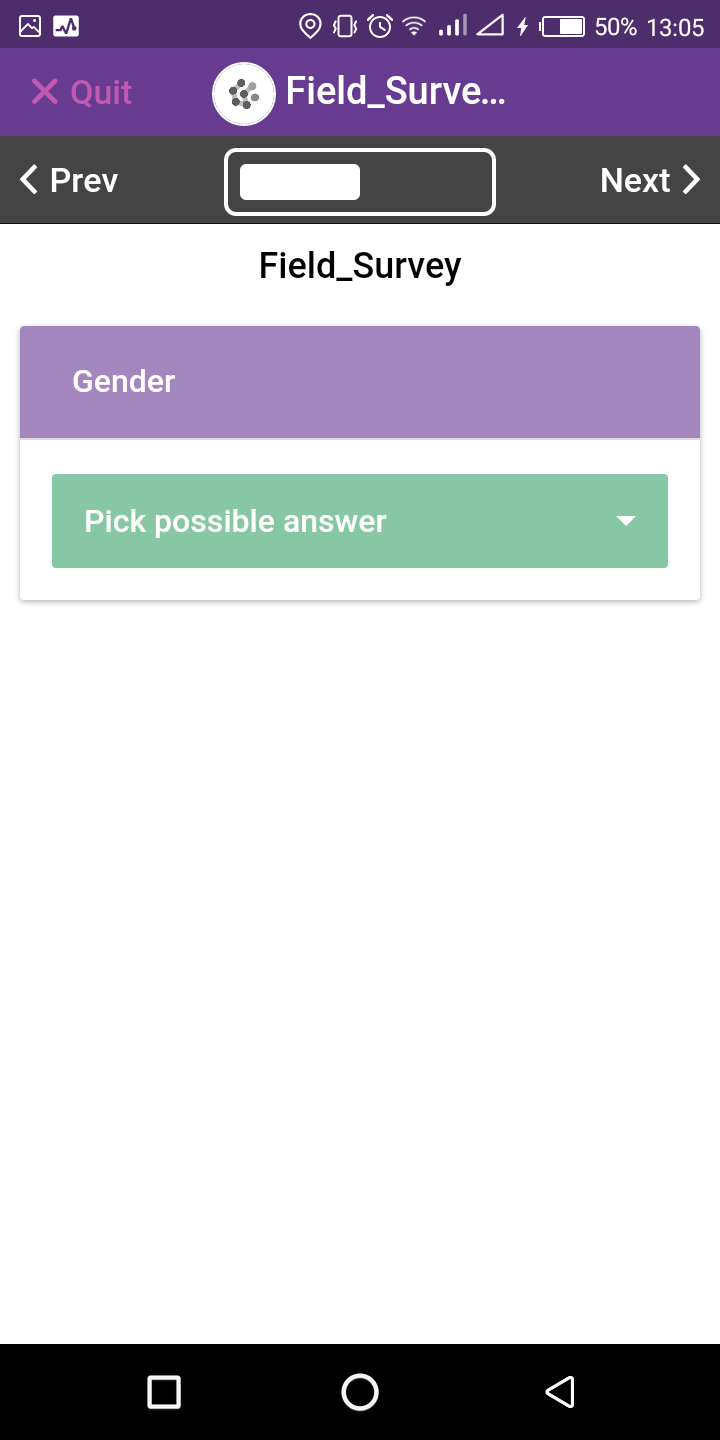 50% 13:05
Quit Field_Surve...
Prev Next
Field_Survey
Gender
Pick possible answer